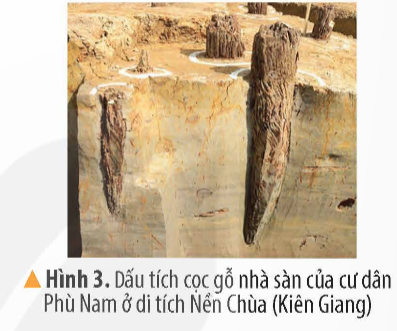 Hình 3. Dấu tích cọc gỗ nhà sàn của cư dân
Phù Nam ở di tích Nền Chùa (Kiên Giang)